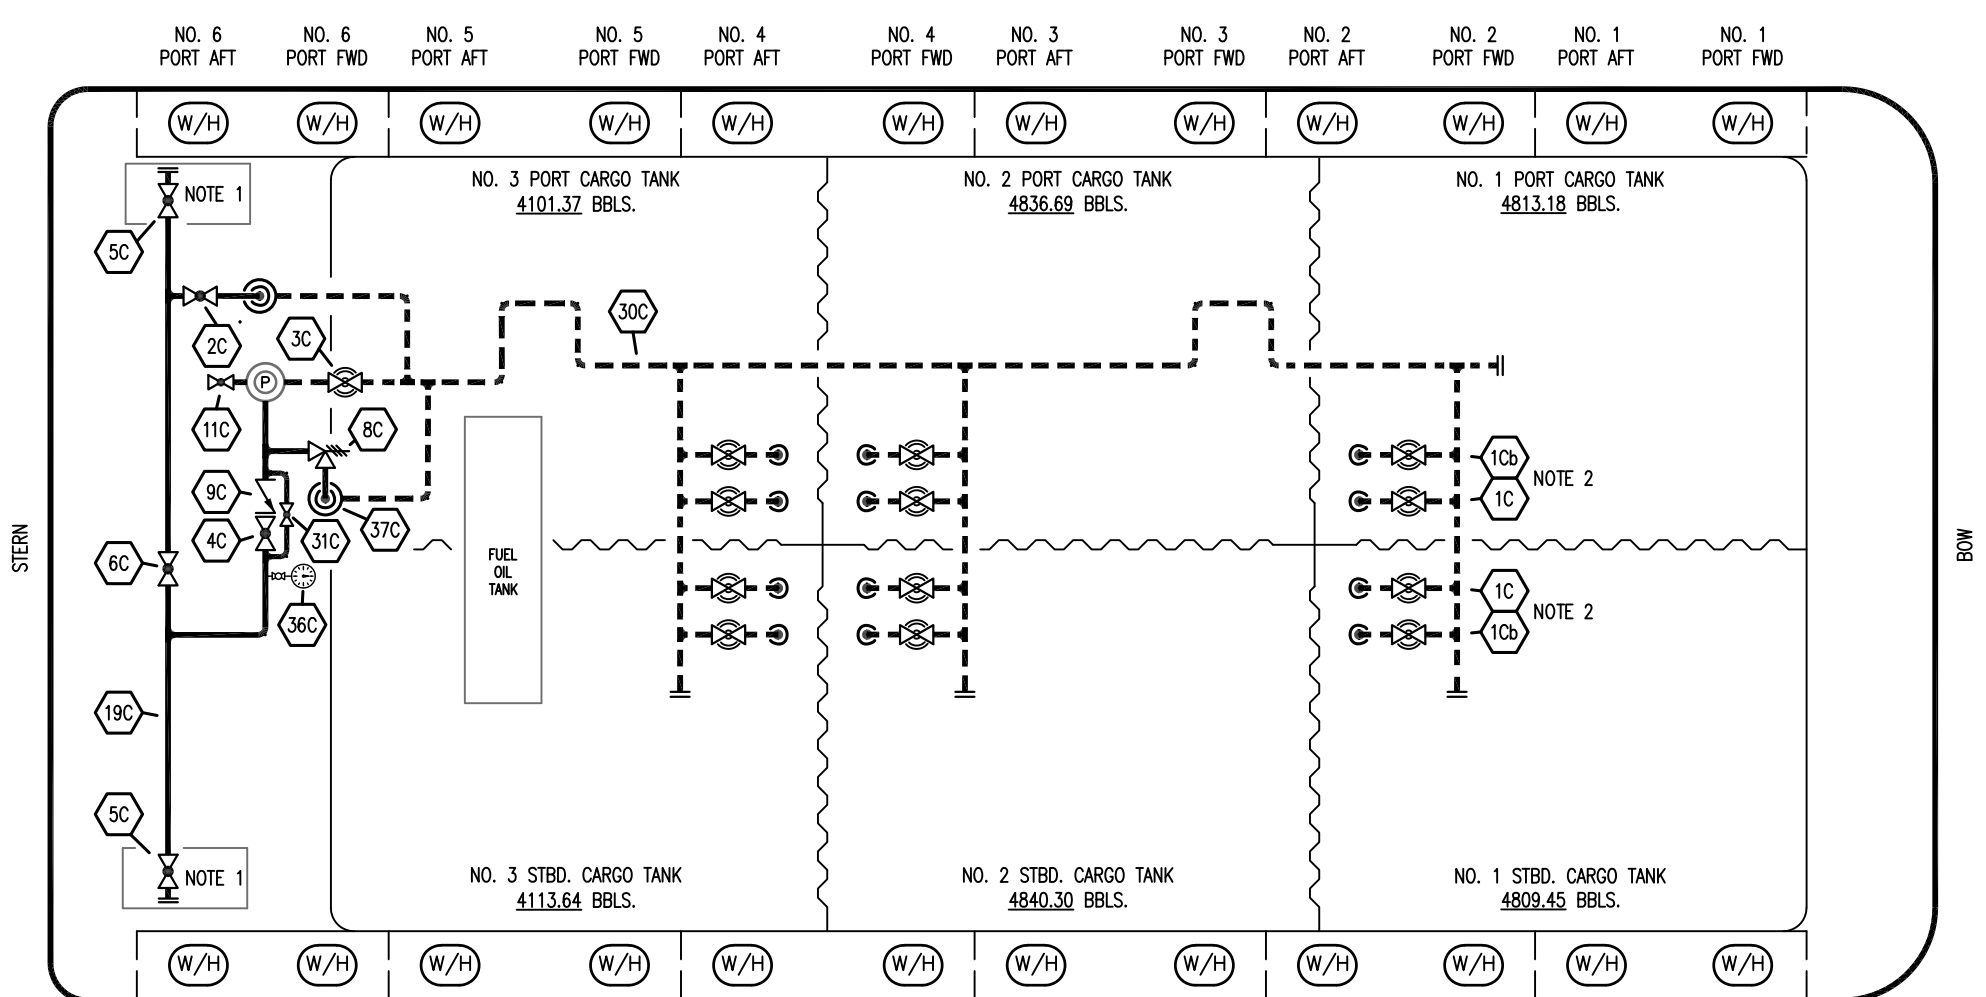 NO. 6 NO. 6 NO. 5 NO. 5 NO. 4 NO. 4 NO. 3 NO. 3 NO. 2 NO. 2 NO. 1 NO. 1
PORT AFT PORT FWD PORT AFT PORT FWD PORT AFT PORT FWD PORT AFT PORT FWD PORT AFT PORT FWD PORT AFT PORT FWD
W/H W/H W/H W/H W/H W/H W/H W/H W/H W/H W/H W/H
NO. 3 PORT CARGO TANK NO. 2 PORT CARGO TANK NO. 1 PORT CARGO TANK
4101.37 BBLS. 4836.69 BBLS. 4813.18 BBLS.
NOTE 1
5C
30C
2C
3C
P
11C
8C
1Cb
NOTE 2
9C
1C
37C
4C
31C
STERN
BOW
6C
FUEL
OIL
TANK
1C
NOTE 2
36C
1Cb
19C
5C
NOTE 1
NO. 3 STBD. CARGO TANK NO. 2 STBD. CARGO TANK NO. 1 STBD. CARGO TANK
4113.64 BBLS. 4840.30 BBLS. 4809.45 BBLS.
W/H W/H W/H W/H W/H W/H W/H W/H W/H W/H W/H W/H